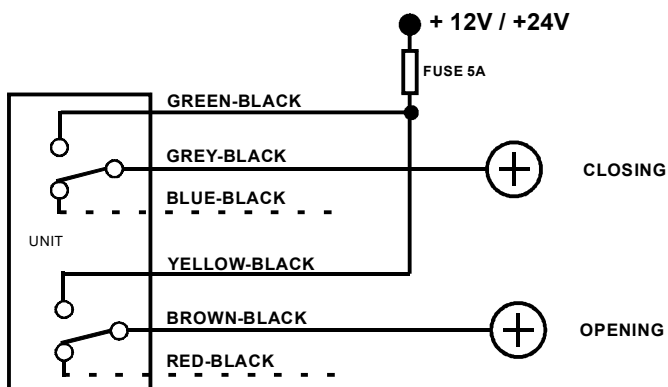 + 12V / +24V
FUSE 5A
GREEN-BLACK
GREY-BLACK
CLOSING
BLUE-BLACK
UNIT
YELLOW-BLACK
BROWN-BLACK
OPENING
RED-BLACK